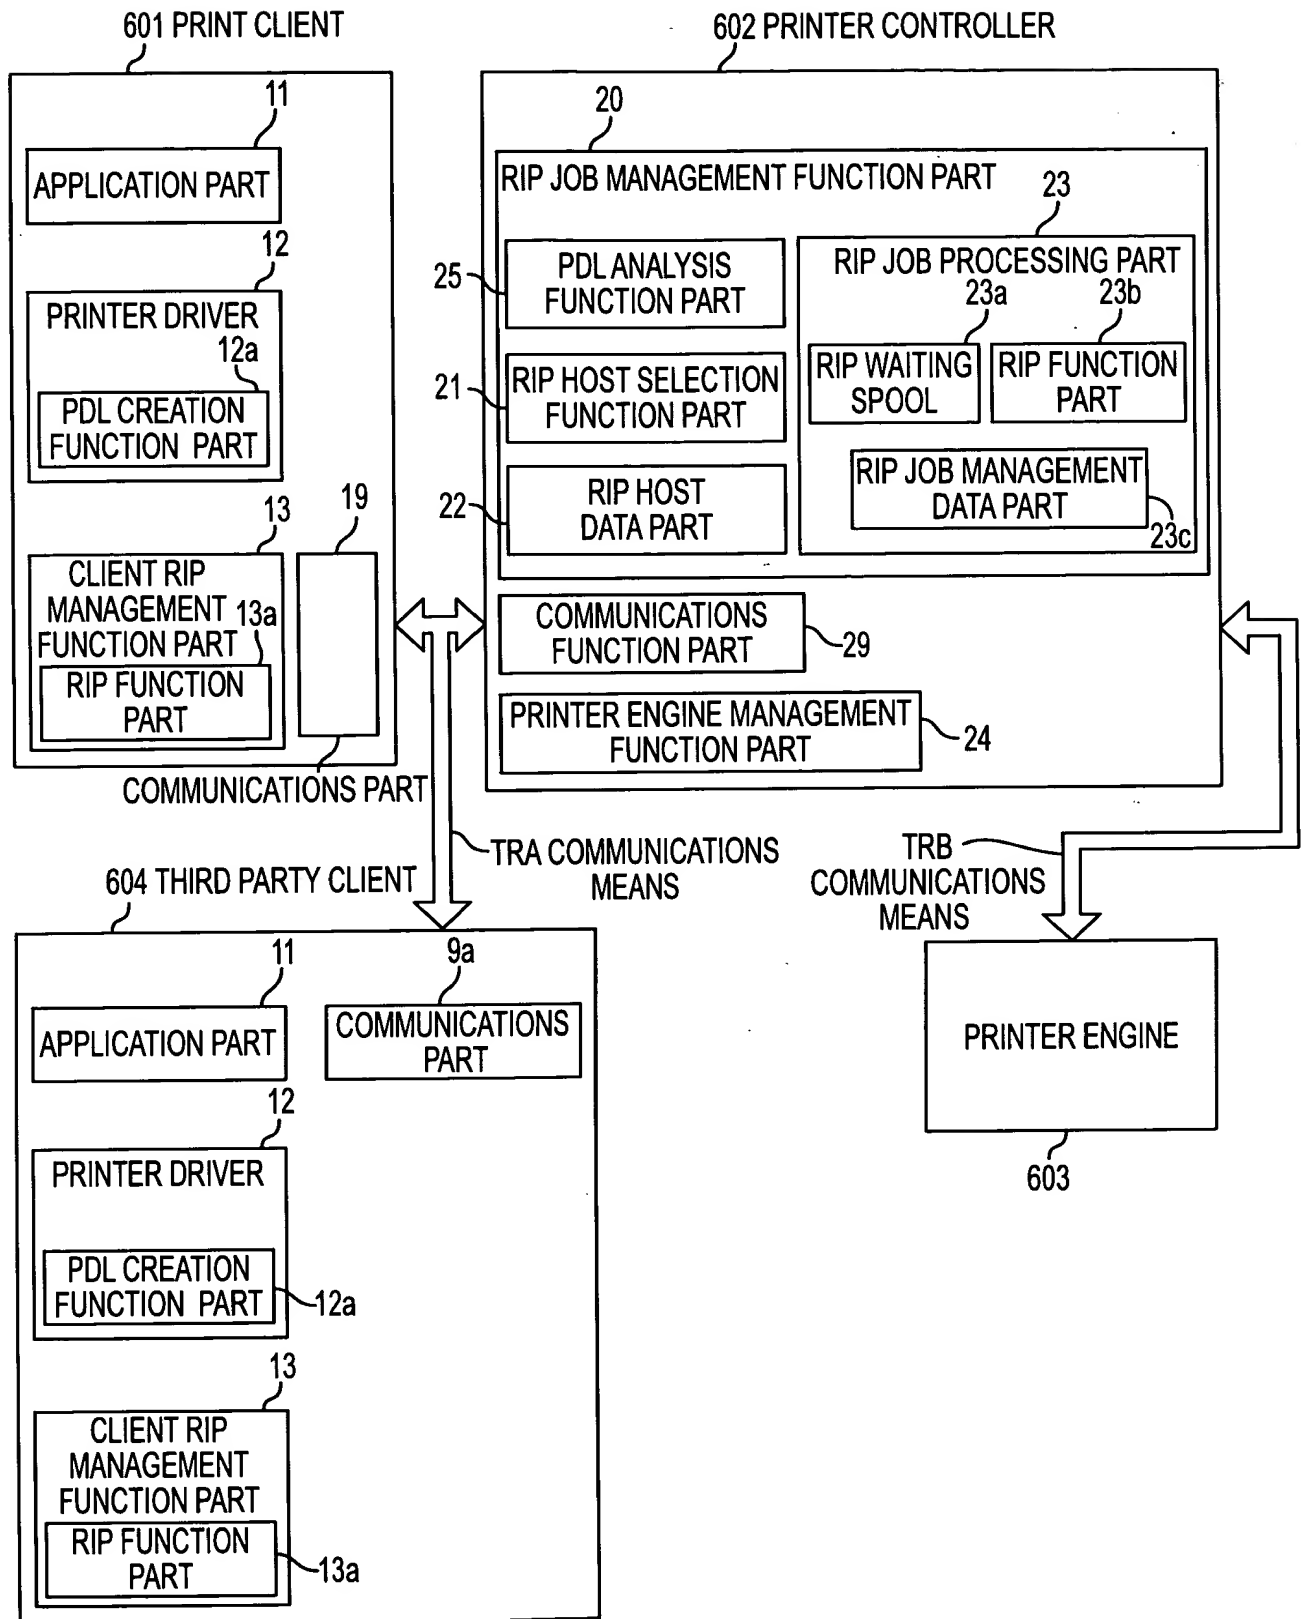 601 PRINT CLIENT
11
APPLICATION PART
12
PRINTER DRIVER
12a
PDL CREATION
FUNCTION PART
13
19
CLIENT RIP
MANAGEMENT
FUNCTION PART
13a
RIP FUNCTION
PART
COMMUNICATIONS PART
602 PRINTER CONTROLLER
20
RIP JOB MANAGEMENT FUNCTION PART
23
25
PDL ANALYSIS
FUNCTION PART
RIP JOB PROCESSING PART
23a
23b
21
RIP HOST SELECTION
FUNCTION PART
RIP WAITING
SPOOL
RIP FUNCTION
PART
22
RIP HOST
DATA PART
RIP JOB MANAGEMENT
DATA PART
23c
COMMUNICATIONS
FUNCTION PART
29
PRINTER ENGINE MANAGEMENT
FUNCTION PART
24
TRA COMMUNICATIONS
MEANS
TRB
COMMUNICATIONS
MEANS
604 THIRD PARTY CLIENT
11
9a
APPLICATION PART
COMMUNICATIONS
PART
12
PRINTER DRIVER
PDL CREATION
FUNCTION PART
12a
13
CLIENT RIP
MANAGEMENT
FUNCTION PART
RIP FUNCTION
PART
13a
PRINTER ENGINE
603